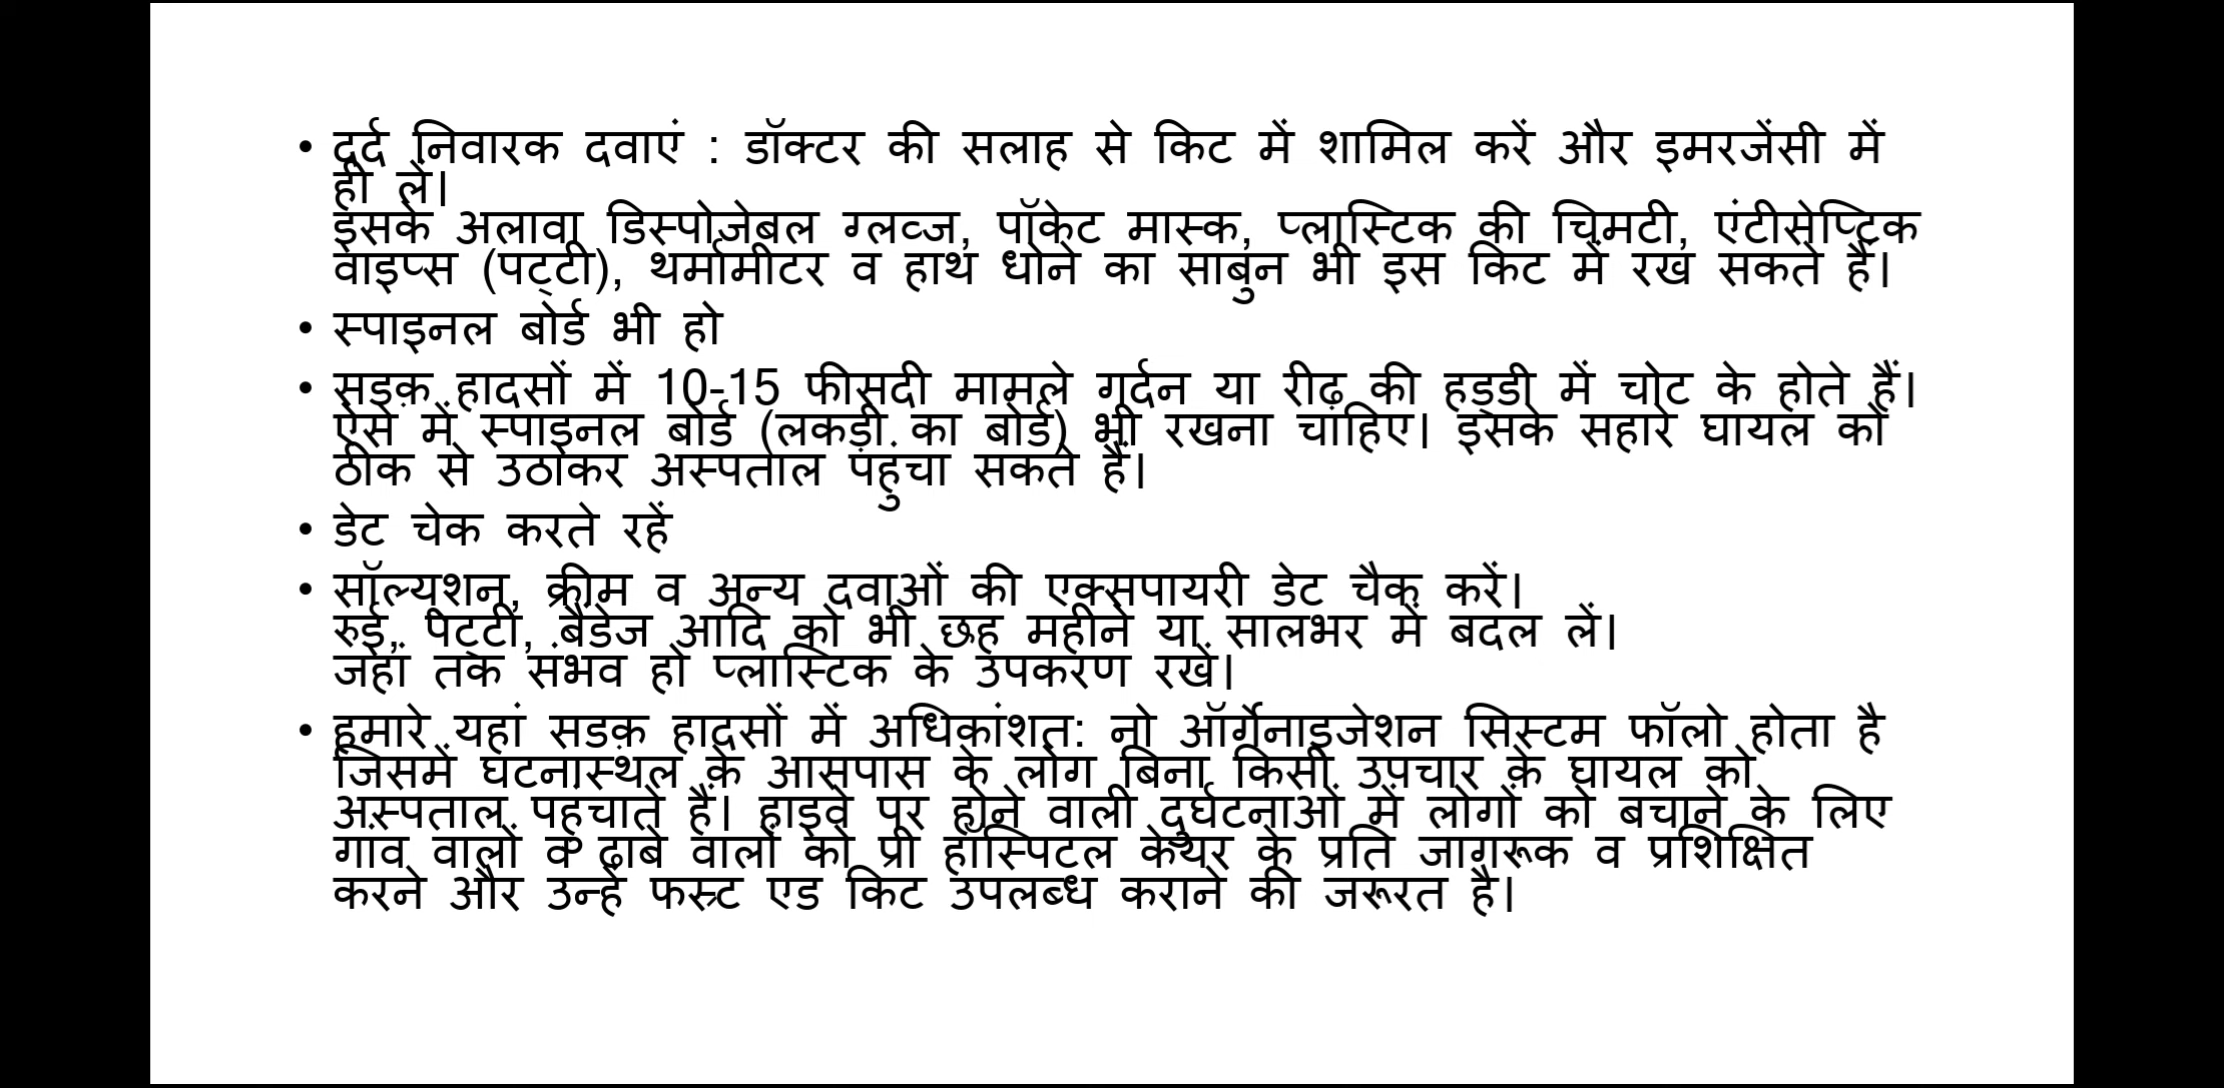 • दर्द निवारक दवाएं : डॉक्टर की सलाह से किट में शामिल करें और इमरजेंसी में
ही लें।
इसके अलावा डिस्पोजेबल ग्लव्ज, पॉकेट मास्क, प्लास्टिक की चिमटी, एंटीसेप्टिक
वाइप्स (पट्टी), थर्मामीटर व हाथ धोने का साबुन भी इस किट में रख सकते हैं।
• स्पाइनल बोर्ड भी हो
• सडक़ हादसों में 10-15 फीसदी मामले गर्दन या रीढ़ की हड्डी में चोट के होते हैं।
ऐसे में स्पाइनल बोर्ड (लकड़ी का बोर्ड) भी रखना चाहिए। इसके सहारे घायल को
ठीक से उठाकर अस्पताल पहुचा सकते हैं।
• डेट चेक करते रहें
• सॉल्यूशन, क्रीम व अन्य दवाओं की एक्सपायरी डेट चैक करें।
रुई, पट्टी, बैंडेज आदि को भी छह महीने या सालभर में बदल लें।
जहां तक संभव हो प्लास्टिक के उपकरण रखें।
• हमारे यहां सडक़ हादसों में अधिकांशत: नो ऑर्गेनाइजेशन सिस्टम फॉलो होता है
जिसमें घटनास्थल के आसपास के लोग बिना किसी उपचार के घायल को
अस्पताल पहुंचाते हैं। हाइवे पर होने वाली दुर्घटनाओं में लोगों को बचाने के लिए
गांव वालों व ढ़ाबे वालों को प्री हॉस्पिटल केयर के प्रति जागरूक व प्रशिक्षित
करने और उन्हें फस्र्ट एड किट उपलब्ध कराने की जरूरत है।